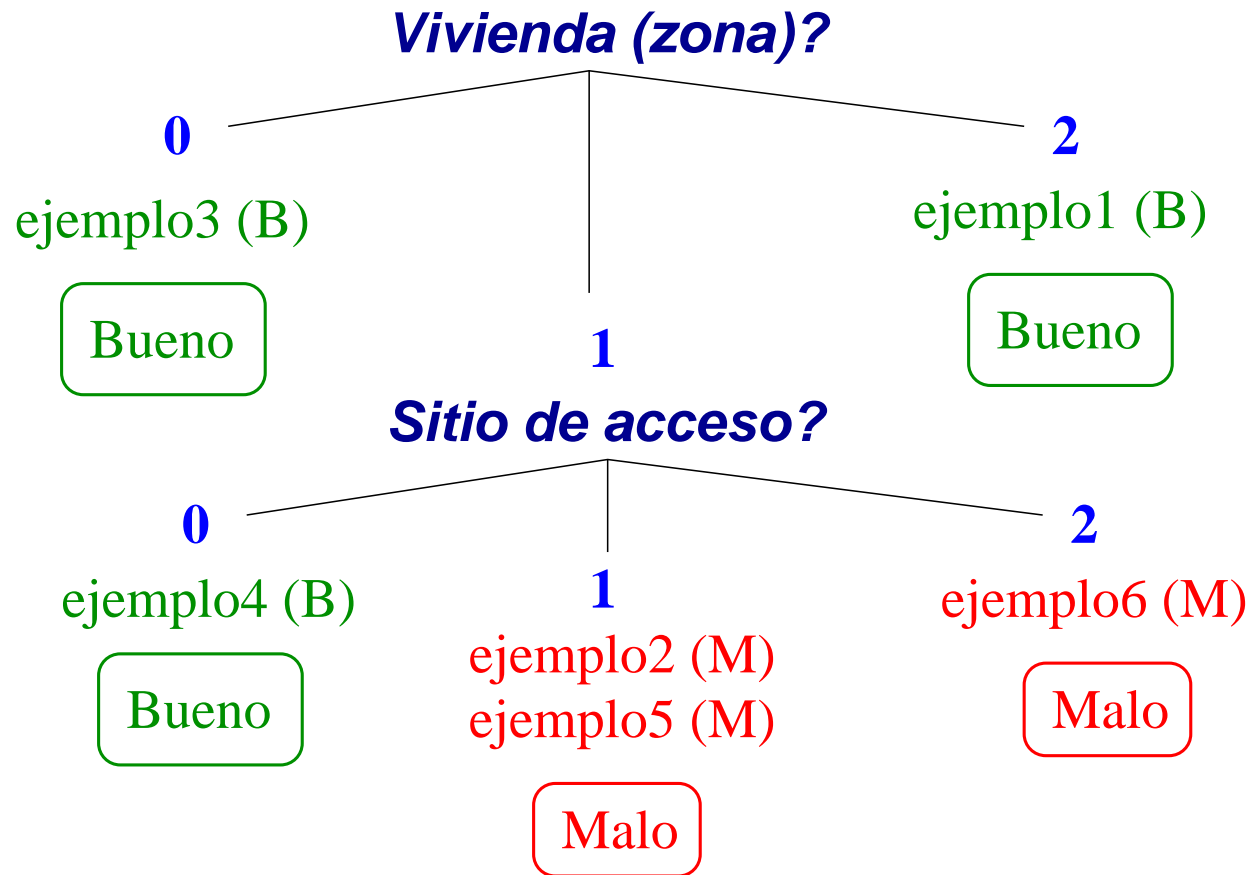 Vivienda (zona)?
0
2
ejemplo3 (B)
ejemplo1 (B)
Bueno
Bueno
1
Sitio de acceso?
0
1
2
ejemplo4 (B)
ejemplo2 (M)
ejemplo5 (M)
ejemplo6 (M)
Bueno
Malo
Malo